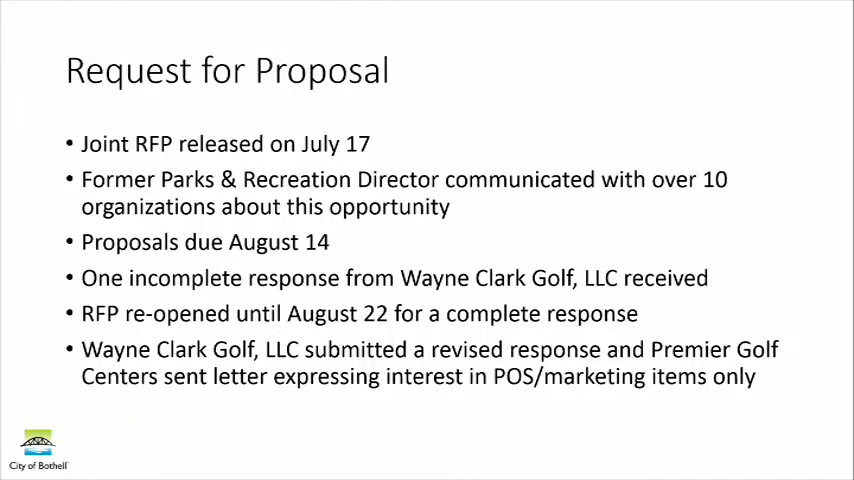 Request for Proposal
• Joint RFP released on July 17
• Former Parks & Recreation Director communicated with over 10
organizations about this opportunity
• Proposals due August 14
• One incomplete response from Wayne Clark Golf, LLC received
• RFP re-opened until August 22 for a complete response
• Wayne Clark Golf, LLC submitted a revised response and Premier Golf
Centers sent letter expressing interest in POS/marketing items only
City of Bothell